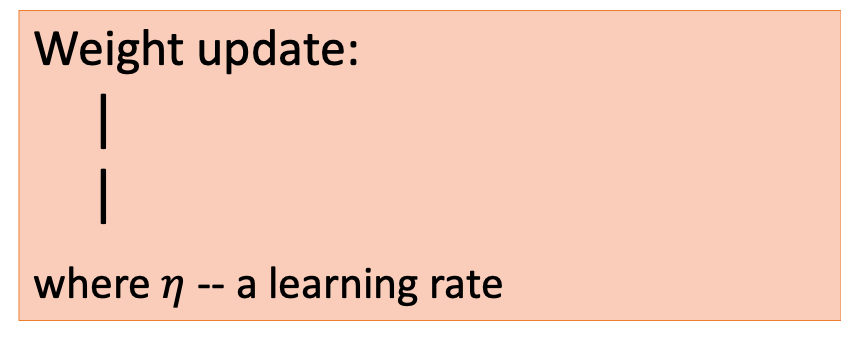 Weight update:
|
|
where η -- a learning rate